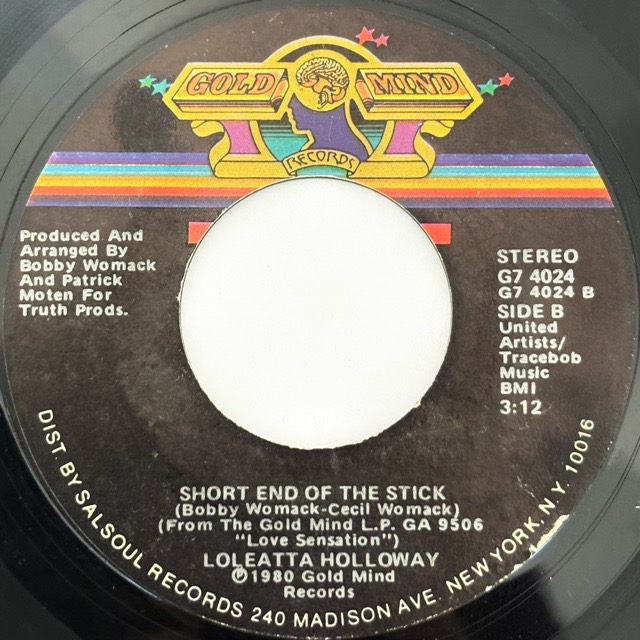 GOLD MIND
RECORDS
Produced And
Arranged By
Bobby Womack
And Patrick
Moten For
Truth Prods.
STEREO
G7 4024
G7 4024 B
SIDE B
United
Artists/
Tracebob
Music
BMI
3:12
SHORT END OF THE STICK
(Bobby Womack-Cecil Womack)
(From The Gold Mind L.P. GA 9506
"Love Sensation")
LOLEATTA HOLLOWAY
℗1980 Gold Mind
Records
DIST. BY SALSOUL RECORDS 240 MADISON AVE. NEW YORK, N.Y. 10016